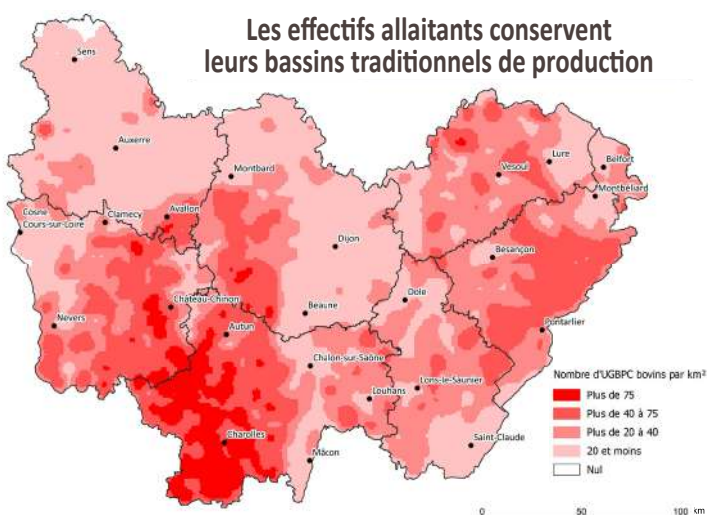 Les effectifs allaitants conservent
leurs bassins traditionnels de production
Sens
Auxerre
Montbard
Vesoul
Lure
Belfort
Montbéliard
Cosne
Cours-sur-Loire
Clamecy
Avallon
Dijon
Besançon
Nevers
Château-Chinon
Autun
Beaune
Dole
Pontarlier
Chalon-sur-Saône
Louhans
Lons-le-Saunier
Charolles
Mâcon
Saint-Claude
Nombre d'UGBPC bovins par km²
Plus de 75
Plus de 40 à 75
Plus de 20 à 40
20 et moins
Nul
0 50 100 km